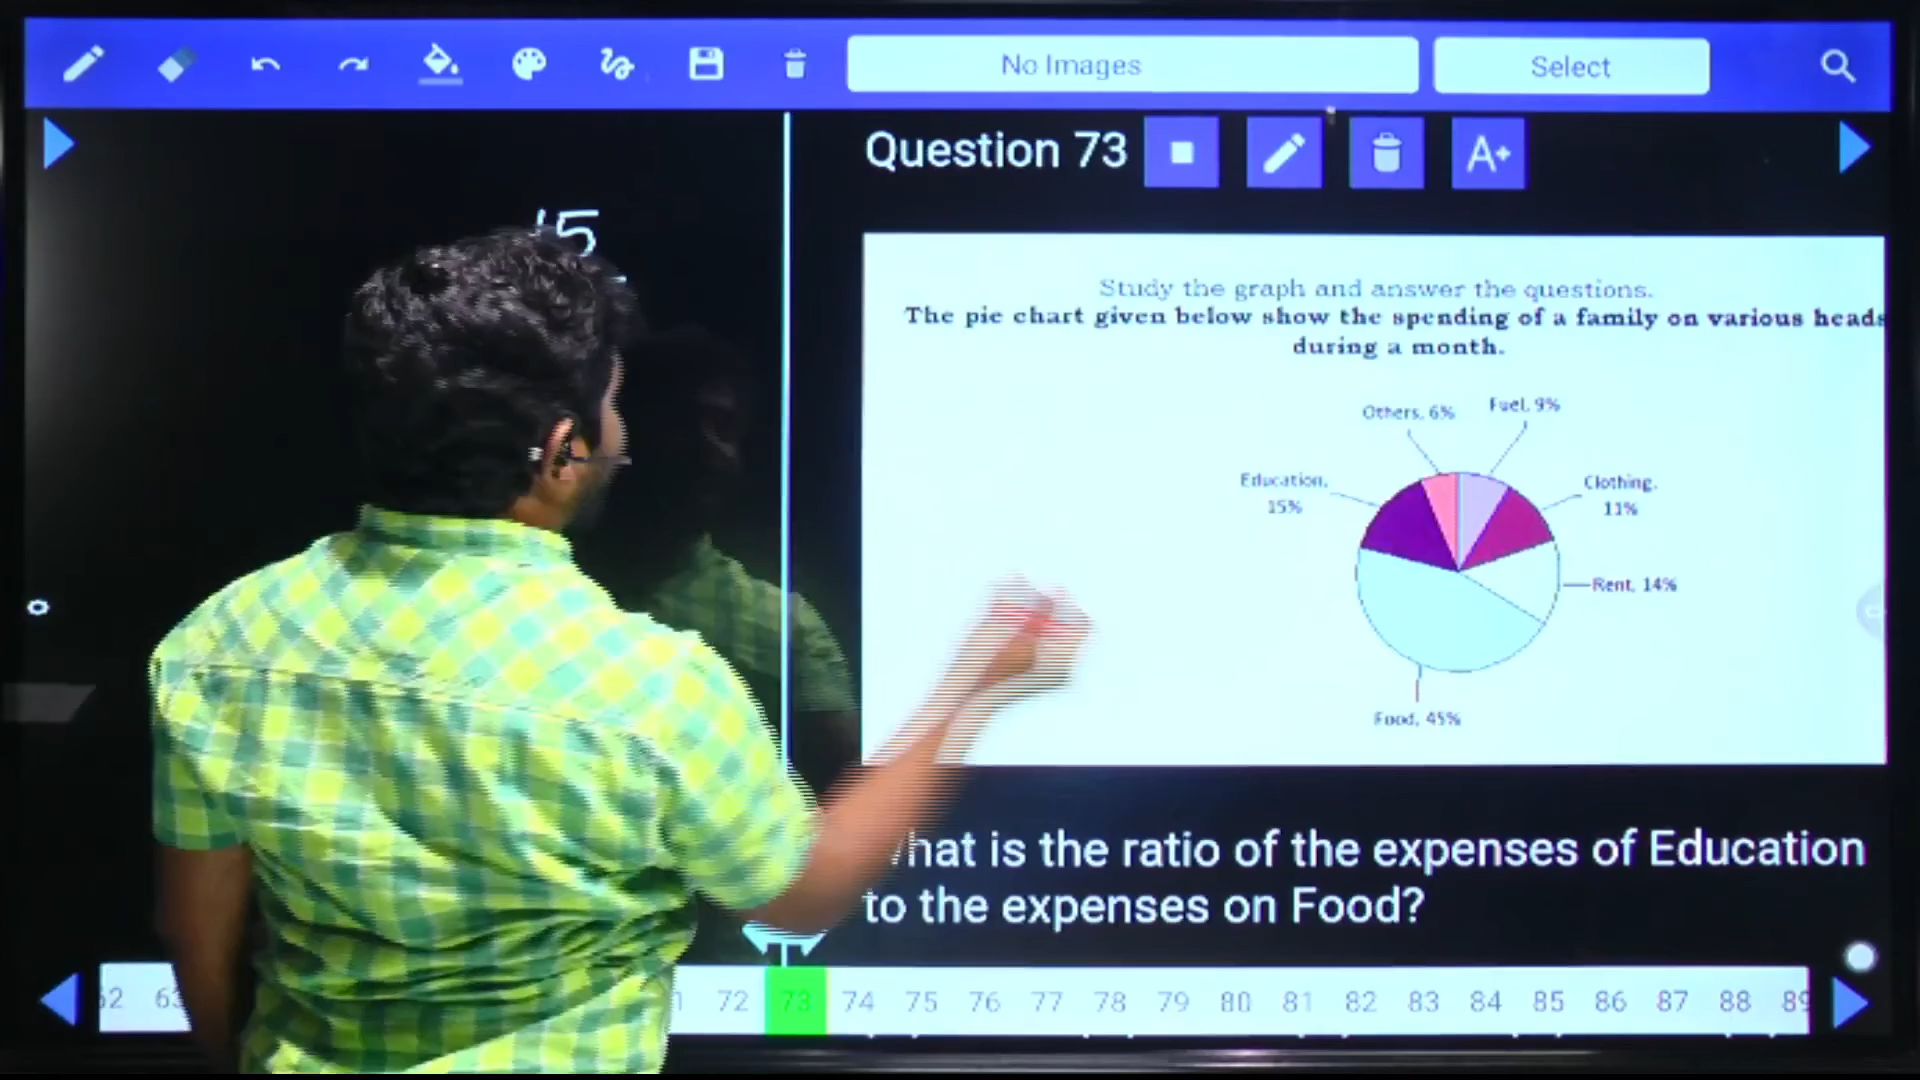 No Images
Select
Question 73
A+
15
Study the graph and answer the questions.
The pie chart given below show the spending of a family on various heads
during a month.
Others, 6%
Fuel, 9%
Education,
15%
Clothing,
11%
Rent, 14%
Food, 45%
hat is the ratio of the expenses of Education
to the expenses on Food?
72 73 74 75 76 77 78 79 80 81 82 83 84 85 86 87 88 89